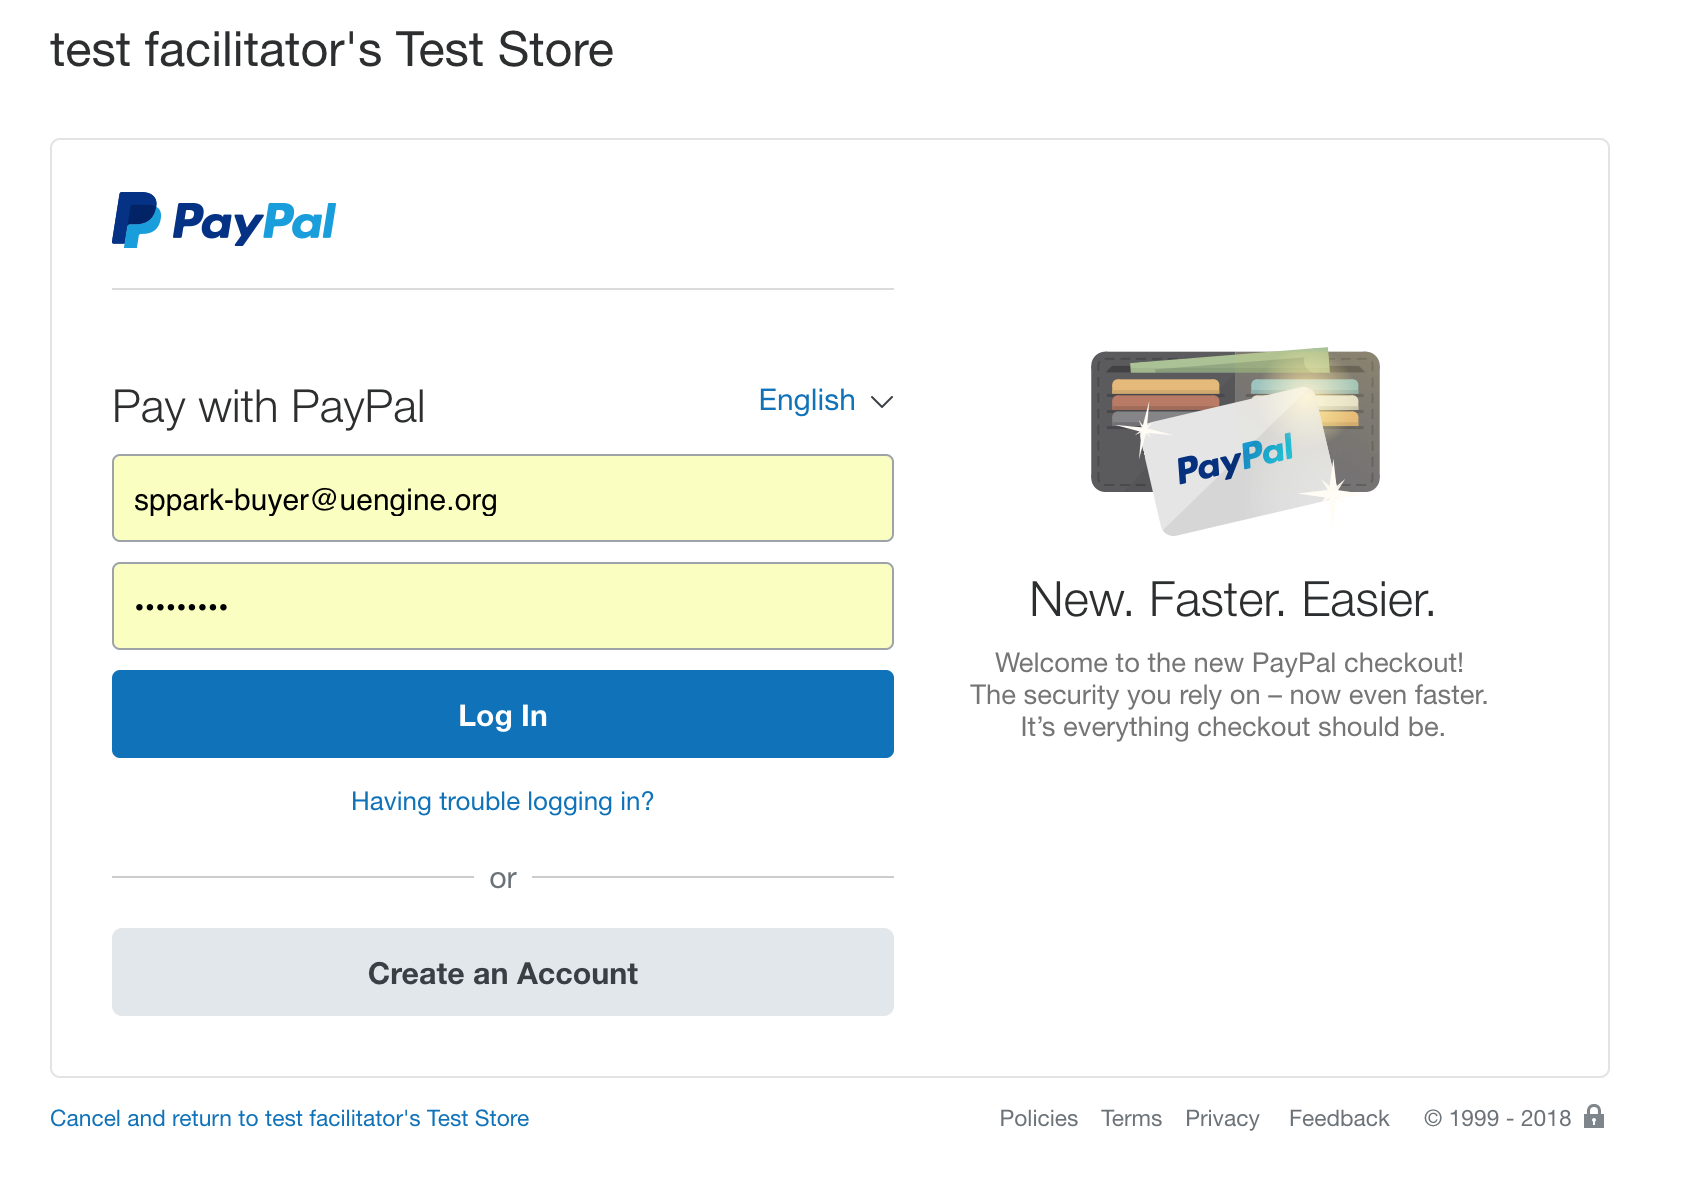 test facilitator's Test Store
PayPal
Pay with PayPal
English
sppark-buyer@uengine.org
•••••••••
Log In
Having trouble logging in?
or
Create an Account
PayPal
New. Faster. Easier.
Welcome to the new PayPal checkout!
The security you rely on – now even faster.
It’s everything checkout should be.
Cancel and return to test facilitator's Test Store
Policies Terms Privacy Feedback © 1999 - 2018